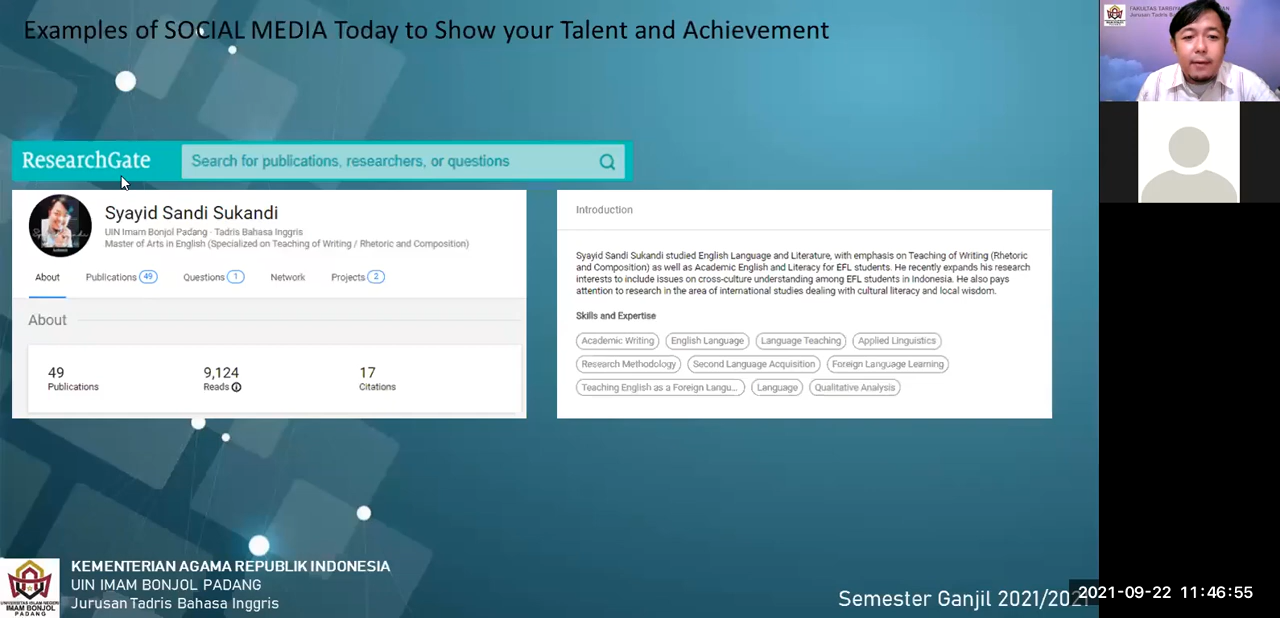 Examples of SOCIAL MEDIA Today to Show your Talent and Achievement
ResearchGate
Search for publications, researchers, or questions
Syayid Sandi Sukandi
UIN Imam Bonjol Padang · Tadris Bahasa Inggris
Master of Arts in English (Specialized on Teaching of Writing / Rhetoric and Composition)
About
Publications 49
Questions 1
Network
Projects 2
About
49
Publications
9,124
Reads
17
Citations
Introduction
Syayid Sandi Sukandi studied English Language and Literature, with emphasis on Teaching of Writing (Rhetoric
and Composition) as well as Academic English and Literacy for EFL students. He recently expands his research
interests to include issues on cross-culture understanding among EFL students in Indonesia. He also pays
attention to research in the area of international studies dealing with cultural literacy and local wisdom.
Skills and Expertise
Academic Writing
English Language
Language Teaching
Applied Linguistics
Research Methodology
Second Language Acquisition
Foreign Language Learning
Teaching English as a Foreign Langu...
Language
Qualitative Analysis
KEMENTERIAN AGAMA REPUBLIK INDONESIA
UIN IMAM BONJOL PADANG
Jurusan Tadris Bahasa Inggris
IMAM BONJOL
PADANG
Semester Ganjil 2021/202
2021-09-22 11:46:55
FAKULTAS
Jurusan Tadris